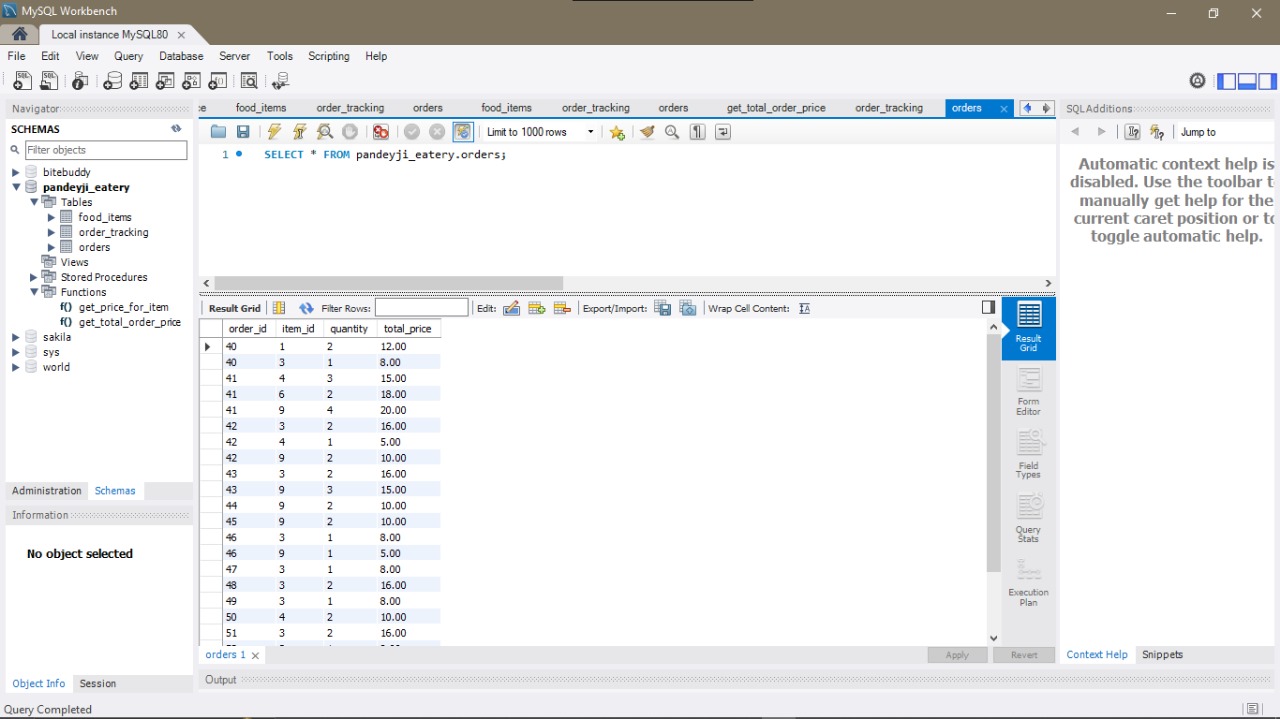 MySQL Workbench
Local instance MySQL80
File Edit View Query Database Server Tools Scripting Help
Navigator
SCHEMAS
Filter objects
bitebuddy
pandeyji_eatery
Tables
food_items
order_tracking
orders
Views
Stored Procedures
Functions
get_price_for_item
get_total_order_price
sakila
sys
world
Administration Schemas
Information
No object selected
Object Info Session
food_items order_tracking orders food_items order_tracking orders get_total_order_price order_tracking orders
Limit to 1000 rows
1 SELECT * FROM pandeyji_eatery.orders;
Result Grid Filter Rows: Edit: Export/Import: Wrap Cell Content:
order_id item_id quantity total_price
40 1 2 12.00
40 3 1 8.00
41 4 3 15.00
41 6 2 18.00
41 9 4 20.00
42 3 2 16.00
42 4 1 5.00
42 9 2 10.00
43 3 2 16.00
43 9 3 15.00
44 9 2 10.00
45 9 2 10.00
46 3 1 8.00
46 9 1 5.00
47 3 1 8.00
48 3 2 16.00
49 3 1 8.00
50 4 2 10.00
51 3 2 16.00
Result
Grid
Form
Editor
Field
Types
Query
Stats
Execution
Plan
orders 1
Apply Revert
Output
SQLAdditions
Jump to
Automatic context help is
disabled. Use the toolbar t
manually get help for the
current caret position or to
toggle automatic help.
Context Help Snippets
Query Completed